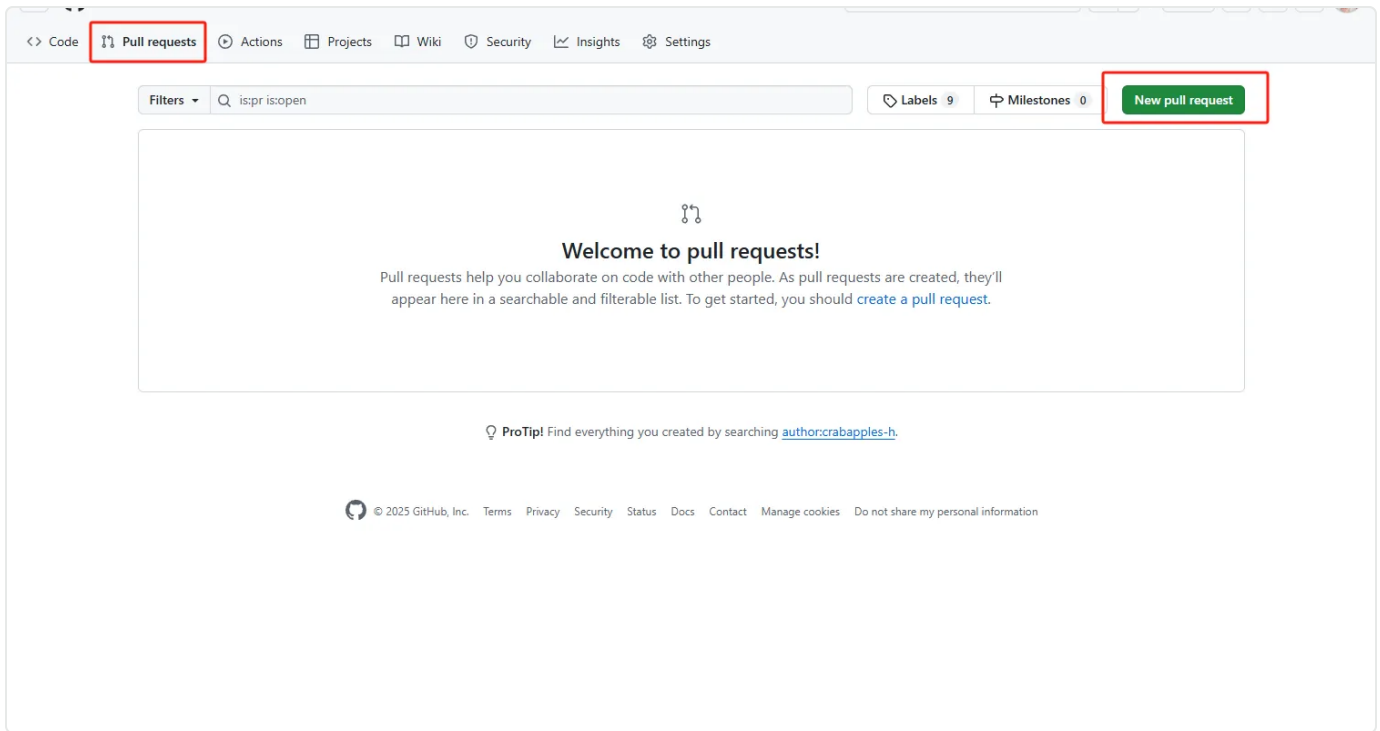 Code Pull requests Actions Projects Wiki Security Insights Settings
Filters is:pr is:open Labels 9 Milestones 0 New pull request
Welcome to pull requests!
Pull requests help you collaborate on code with other people. As pull requests are created, they'll
appear here in a searchable and filterable list. To get started, you should create a pull request.
ProTip! Find everything you created by searching author:crabapples-h.
© 2025 GitHub, Inc. Terms Privacy Security Status Docs Contact Manage cookies Do not share my personal information